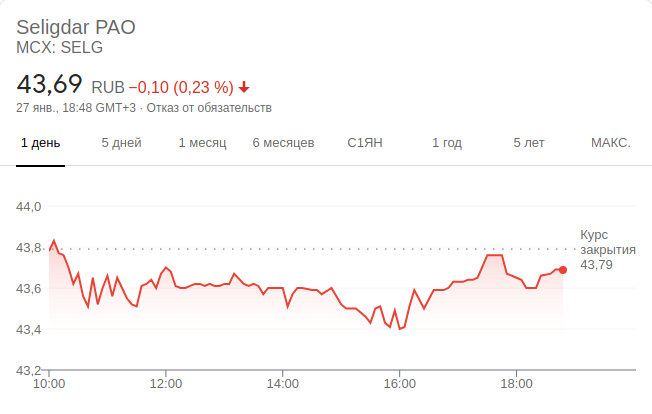 Seligdar PAO
MCX: SELG
43,69 RUB −0,10 (0,23 %)
27 янв., 18:48 GMT+3 · Отказ от обязательств
1 день 5 дней 1 месяц 6 месяцев С1ЯН 1 год 5 лет МАКС.
44,0
Курс
43,8 закрытия
43,79
43,6
43,4
43,2
10:00 12:00 14:00 16:00 18:00